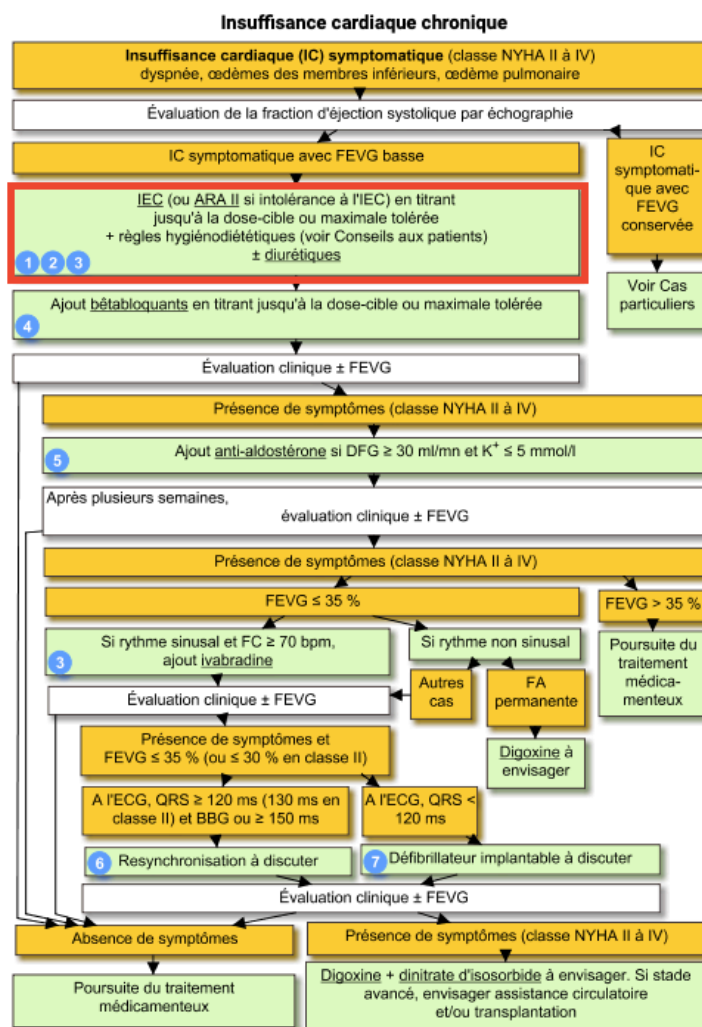 Insuffisance cardiaque chronique
Insuffisance cardiaque (IC) symptomatique (classe NYHA II à IV)
dyspnée, œdèmes des membres inférieurs, œdème pulmonaire
Évaluation de la fraction d'éjection systolique par échographie
IC symptomatique avec FEVG basse
IC
symptomati-
que avec
FEVG
conservée
IEC (ou ARA II si intolérance à l'IEC) en titrant
jusqu'à la dose-cible ou maximale tolérée
+ règles hygiénodiététiques (voir Conseils aux patients)
± diurétiques
1 2 3
Voir Cas
particuliers
Ajout bêtabloquants en titrant jusqu'à la dose-cible ou maximale tolérée
4
Évaluation clinique ± FEVG
Présence de symptômes (classe NYHA II à IV)
Ajout anti-aldostérone si DFG ≥ 30 ml/mn et K⁺ ≤ 5 mmol/l
5
Après plusieurs semaines,
évaluation clinique ± FEVG
Présence de symptômes (classe NYHA II à IV)
FEVG ≤ 35 %
FEVG > 35 %
Si rythme sinusal et FC ≥ 70 bpm,
ajout ivabradine
3
Si rythme non sinusal
Poursuite du
traitement
médica-
menteux
Évaluation clinique ± FEVG
Autres
cas
FA
permanente
Présence de symptômes et
FEVG ≤ 35 % (ou ≤ 30 % en classe II)
Digoxine à
envisager
A l'ECG, QRS ≥ 120 ms (130 ms en
classe II) et BBG ou ≥ 150 ms
A l'ECG, QRS <
120 ms
6 Resynchronisation à discuter
7 Défibrillateur implantable à discuter
Évaluation clinique ± FEVG
Absence de symptômes
Présence de symptômes (classe NYHA II à IV)
Poursuite du traitement
médicamenteux
Digoxine + dinitrate d'isosorbide à envisager. Si stade
avancé, envisager assistance circulatoire
et/ou transplantation